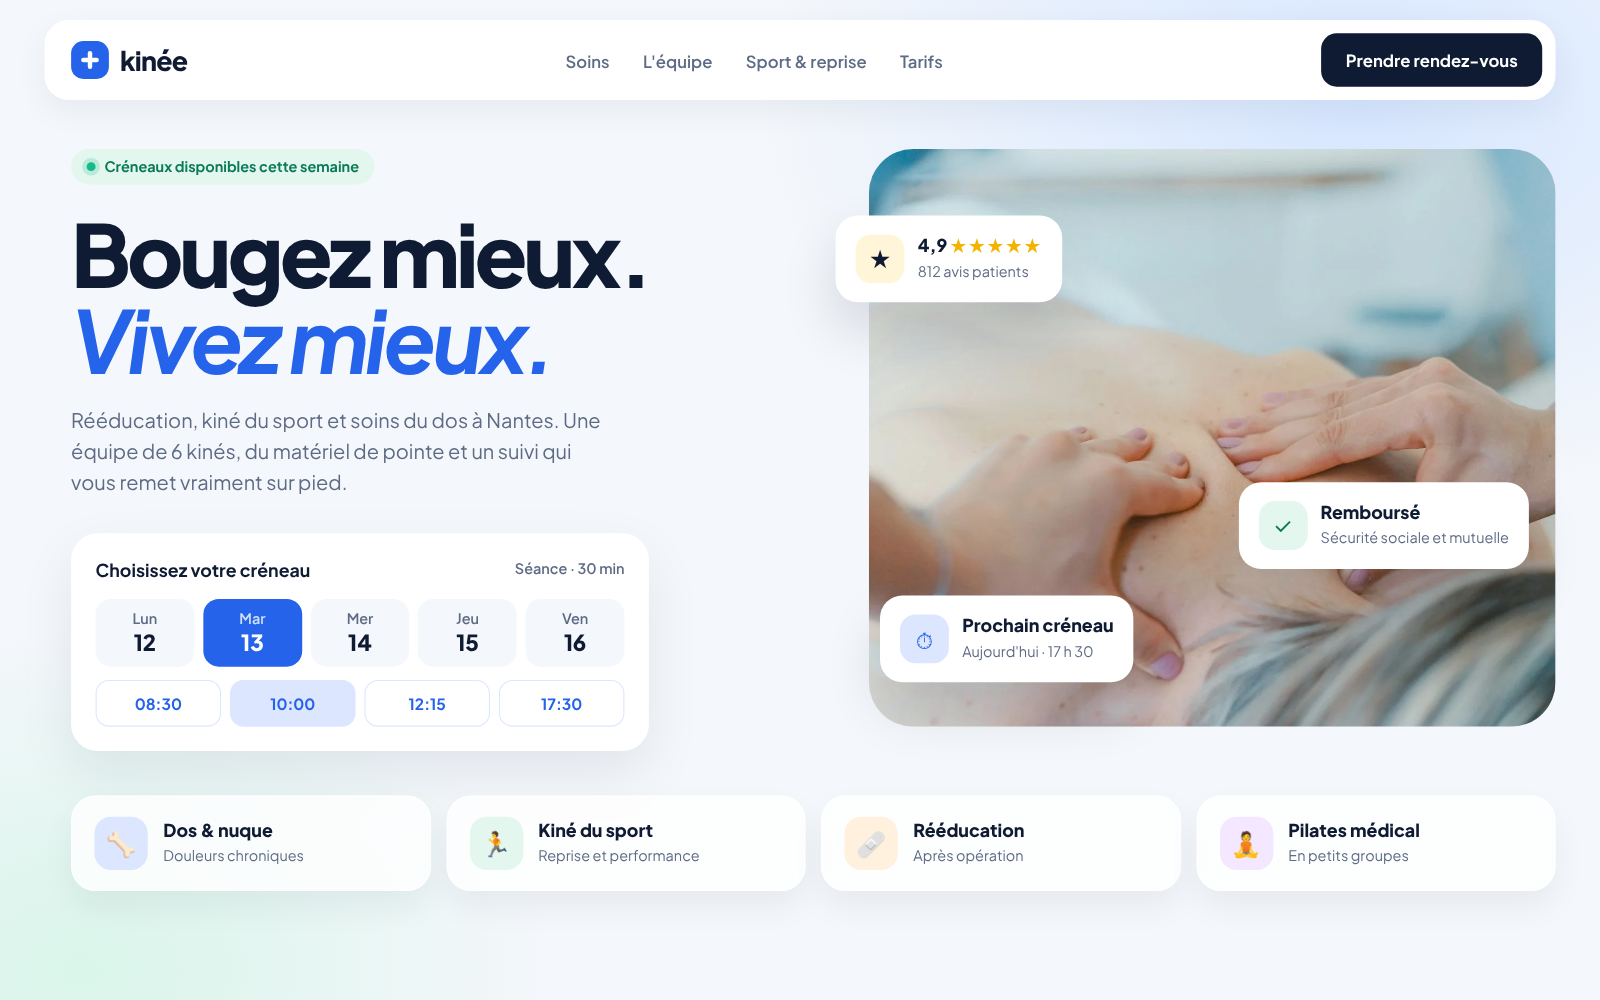 kinée
Soins
L'équipe
Sport & reprise
Tarifs
Prendre rendez-vous
Créneaux disponibles cette semaine
Bougez mieux.
Vivez mieux.
Rééducation, kiné du sport et soins du dos à Nantes. Une
équipe de 6 kinés, du matériel de pointe et un suivi qui
vous remet vraiment sur pied.
Choisissez votre créneau
Séance · 30 min
Lun
12
Mar
13
Mer
14
Jeu
15
Ven
16
08:30
10:00
12:15
17:30
4,9 ★★★★★
812 avis patients
Remboursé
Sécurité sociale et mutuelle
Prochain créneau
Aujourd'hui · 17 h 30
Dos & nuque
Douleurs chroniques
Kiné du sport
Reprise et performance
Rééducation
Après opération
Pilates médical
En petits groupes